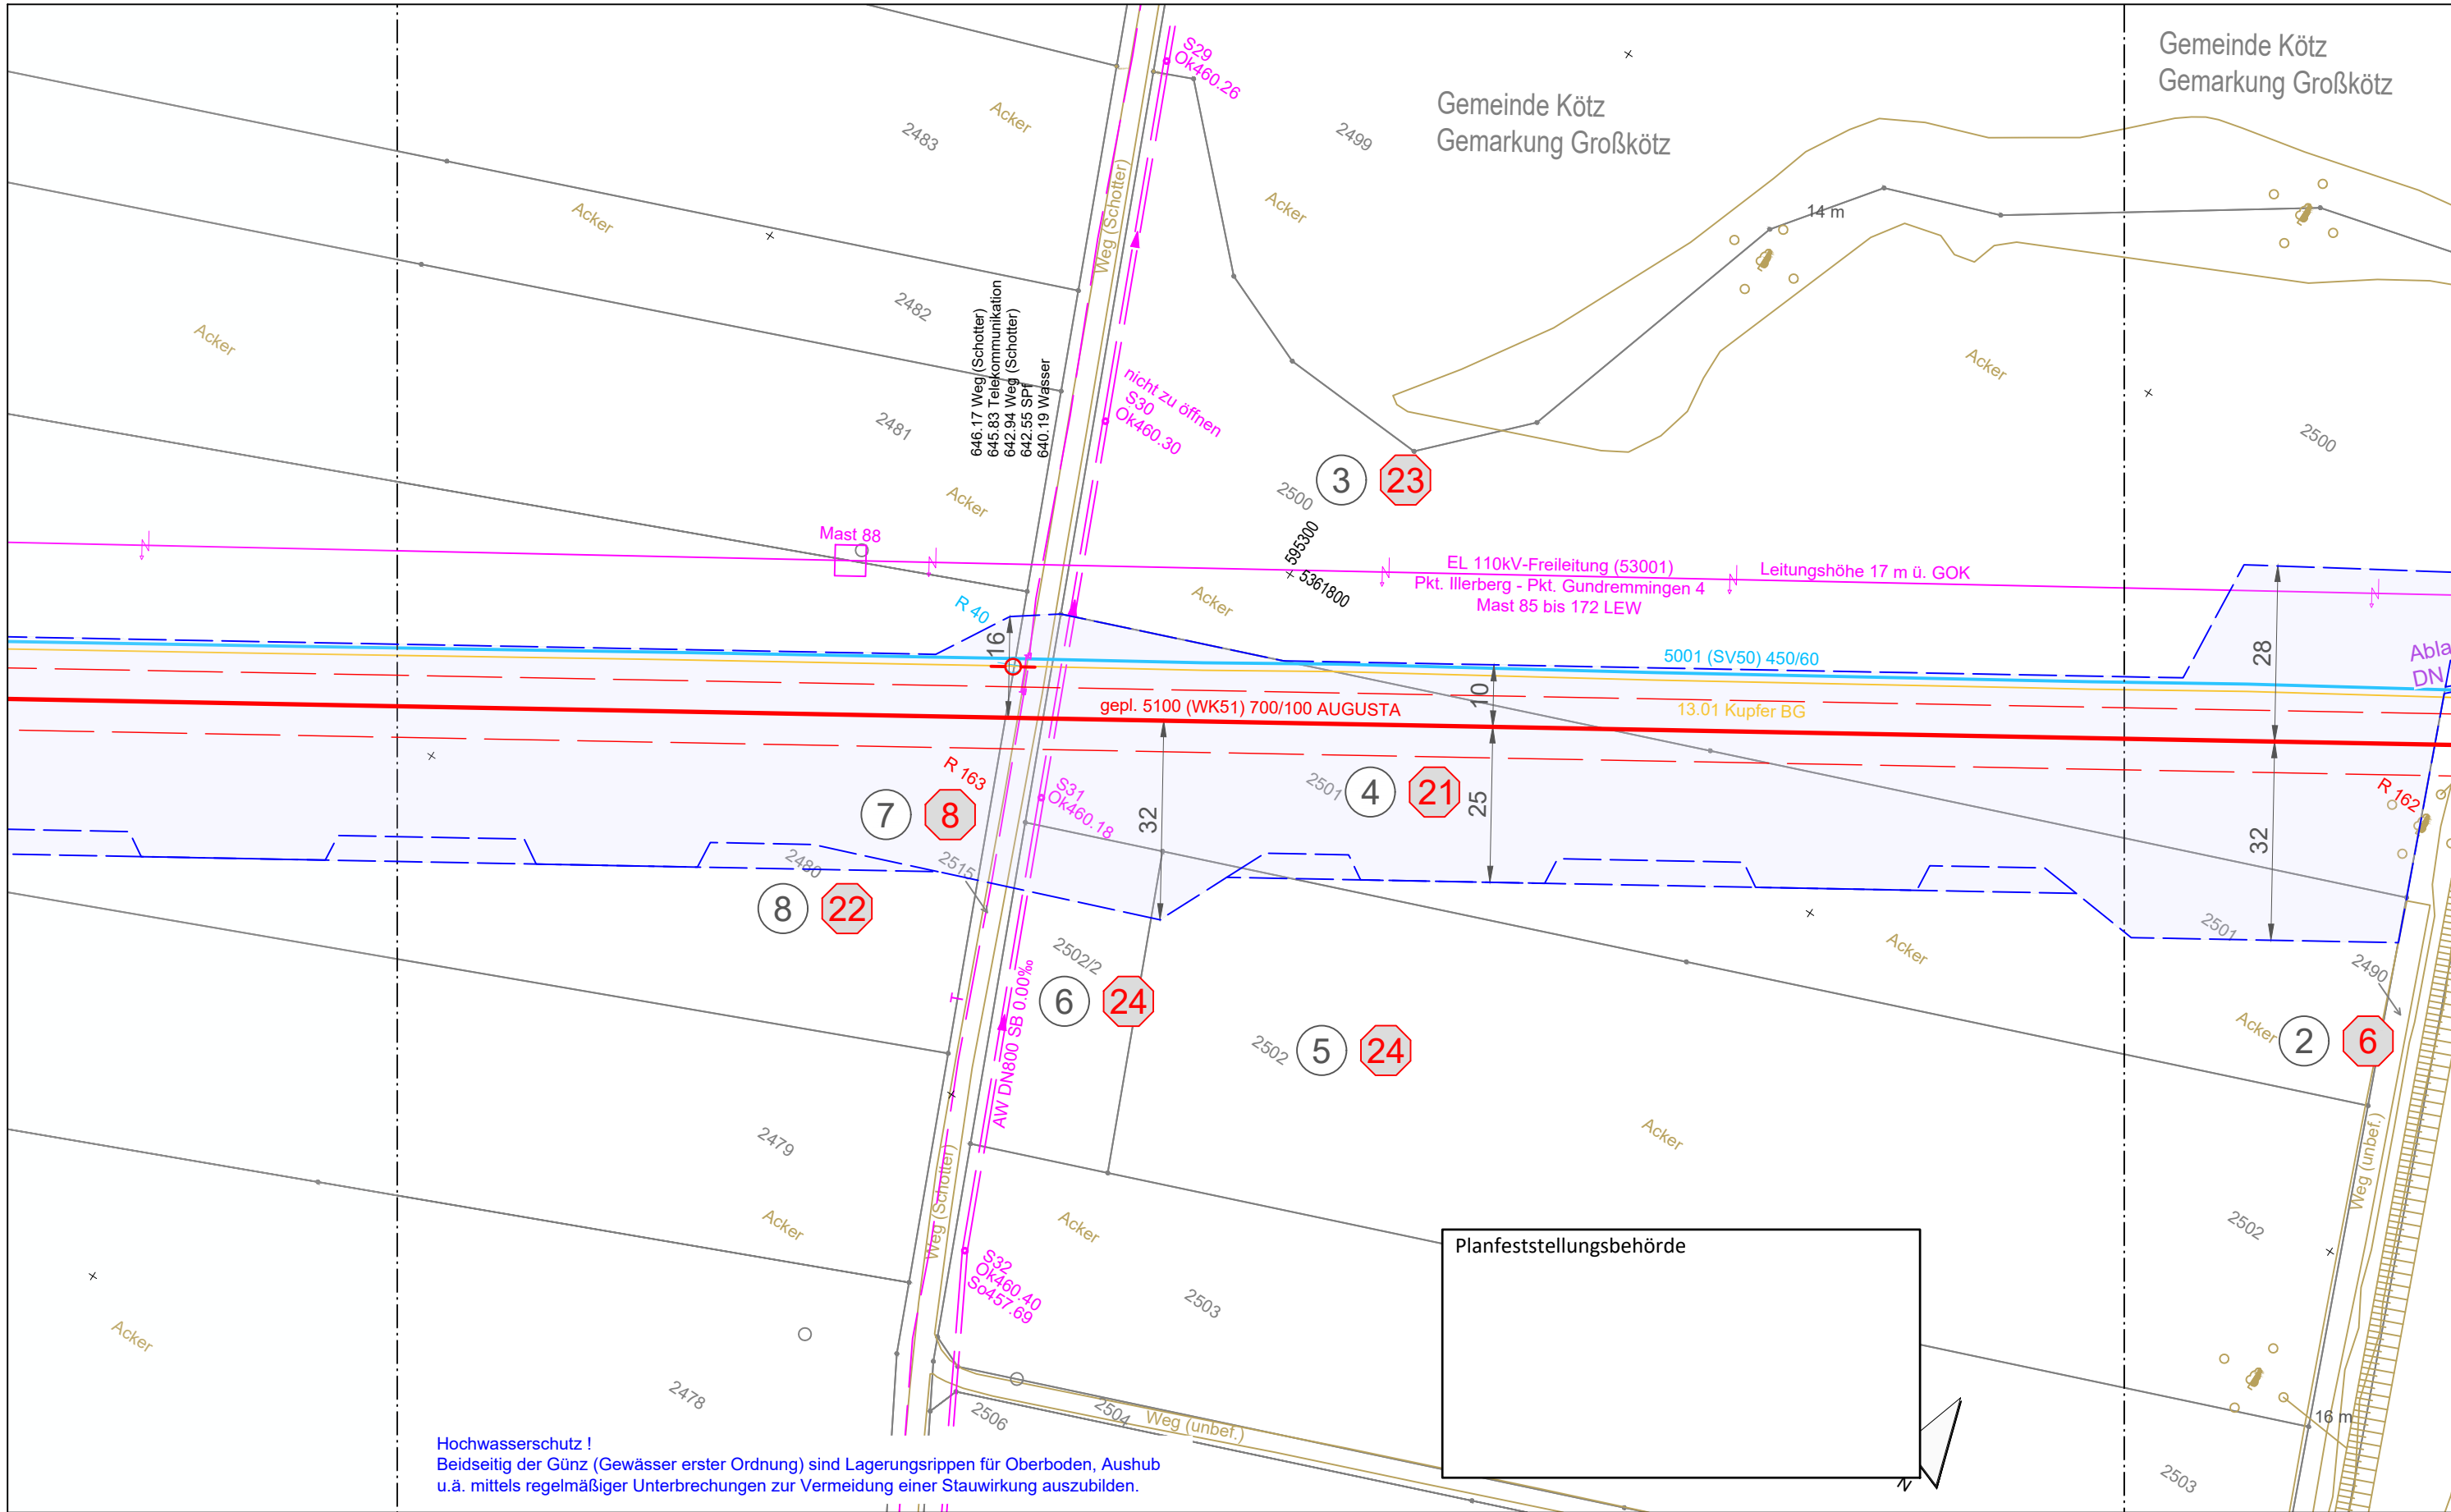 Gemeinde Kötz
Gemarkung Großkötz
Gemeinde Kötz
Gemarkung Großkötz
S29
Ok460.26
Acker
2483
2499
Weg (Schotter)
Acker
Acker
14 m
2482
Acker
646.17 Weg (Schotter)
645.83 Telekommunikation
642.94 Weg (Schotter)
642.55 SPf
640.19 Wasser
Acker
nicht zu öffnen
S30
Ok460.30
2481
2500
3
23
2500
Acker
Mast 88
595300
5361800
EL 110kV-Freileitung (53001)
Pkt. Illerberg - Pkt. Gundremmingen 4
Mast 85 bis 172 LEW
Leitungshöhe 17 m ü. GOK
R 40
Acker
16
5001 (SV50) 450/60
28
Abla
DN
10
gepl. 5100 (WK51) 700/100 AUGUSTA
13.01 Kupfer BG
R 163
S31
Ok460.18
2501
4
21
25
R 162
7
8
32
32
2480
2515
8
22
2501
Acker
2502/2
2490
T
6
24
AW DN800 SB 0.00‰
Acker
2
6
2502
5
24
2479
Acker
Weg (unbef.)
Weg (Schotter)
Acker
Acker
2502
Planfeststellungsbehörde
S32
Ok460.40
So457.69
2503
Acker
2478
2506
2504
Weg (unbef.)
16 m
2503
N
Hochwasserschutz !
Beidseitig der Günz (Gewässer erster Ordnung) sind Lagerungsrippen für Oberboden, Aushub
u.ä. mittels regelmäßiger Unterbrechungen zur Vermeidung einer Stauwirkung auszubilden.